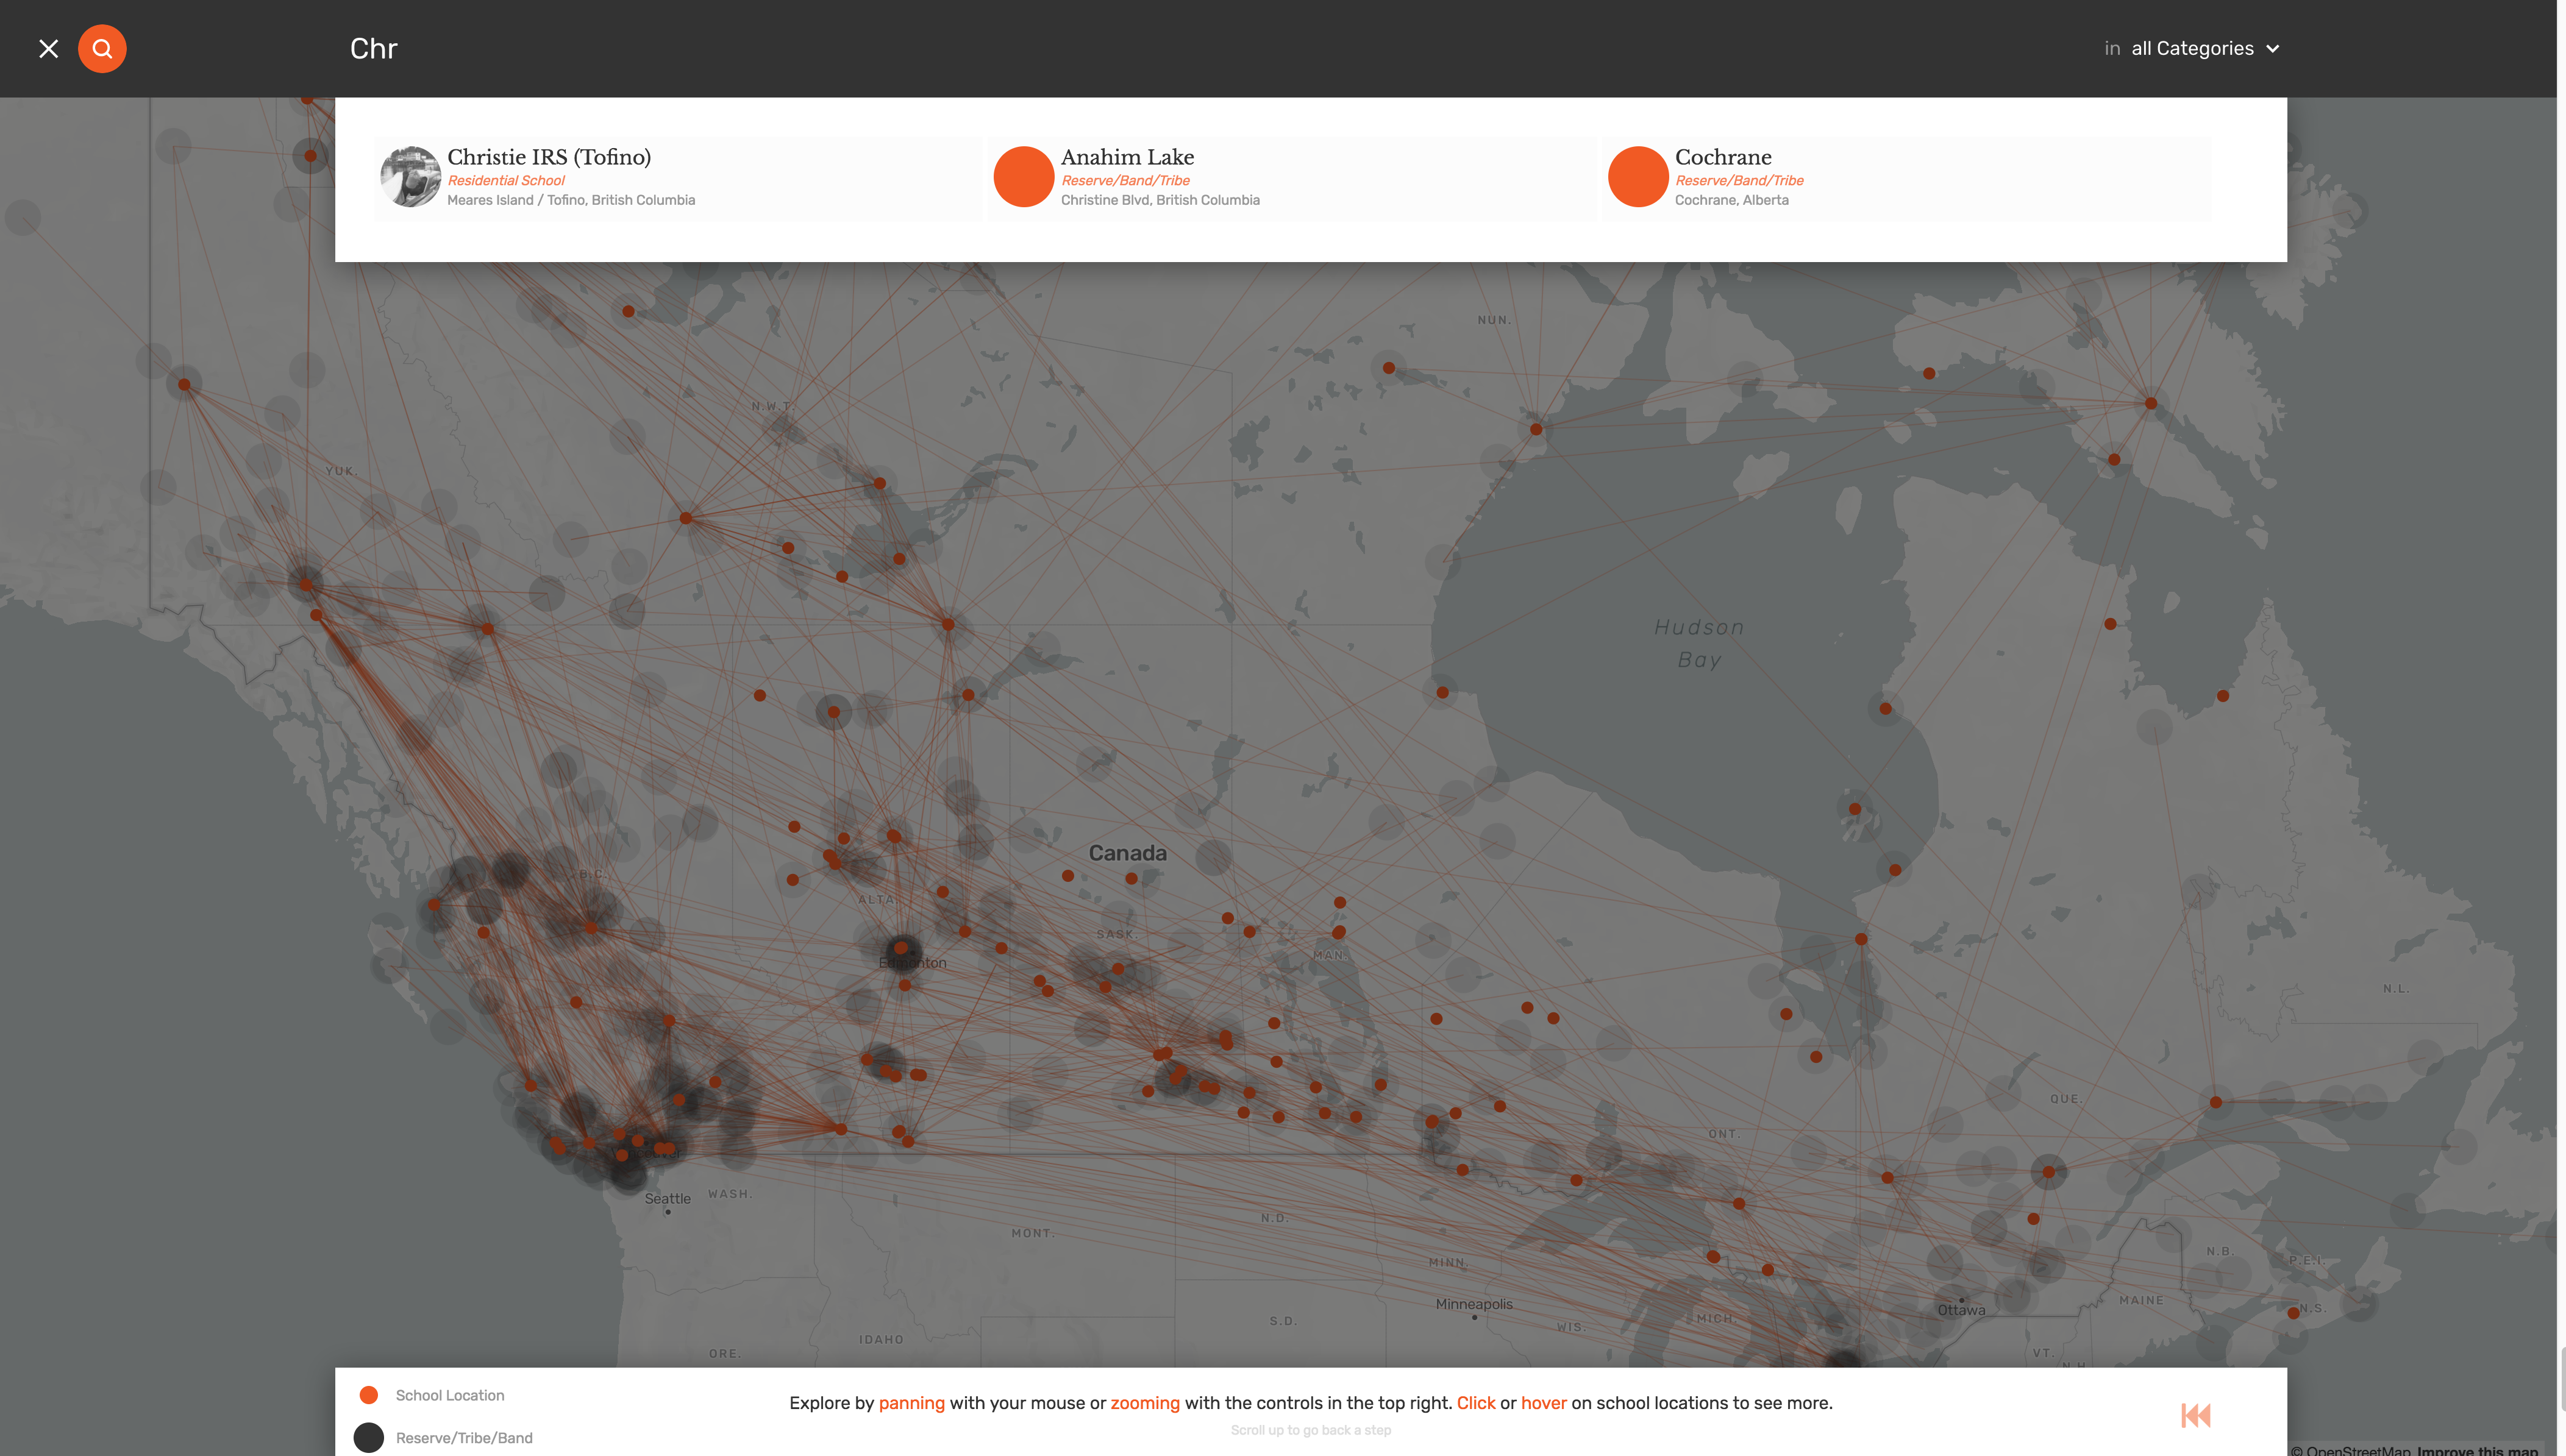 Chr
in all Categories
Christie IRS (Tofino)
Residential School
Meares Island / Tofino, British Columbia
Anahim Lake
Reserve/Band/Tribe
Christine Blvd, British Columbia
Cochrane
Reserve/Band/Tribe
Cochrane, Alberta
NUN.
N.W.T.
YUK.
Hudson
Bay
Canada
B.C.
ALTA.
SASK.
MAN.
Edmonton
N.L.
QUE.
ONT.
Seattle
WASH.
MONT.
N.D.
MINN.
N.B.
P.E.I.
Minneapolis
Ottawa
MAINE
N.S.
S.D.
WIS.
MICH.
IDAHO
ORE.
VT.
N.H.
School Location
Reserve/Tribe/Band
Explore by panning with your mouse or zooming with the controls in the top right. Click or hover on school locations to see more.
Scroll up to go back a step
© OpenStreetMap Improve this map